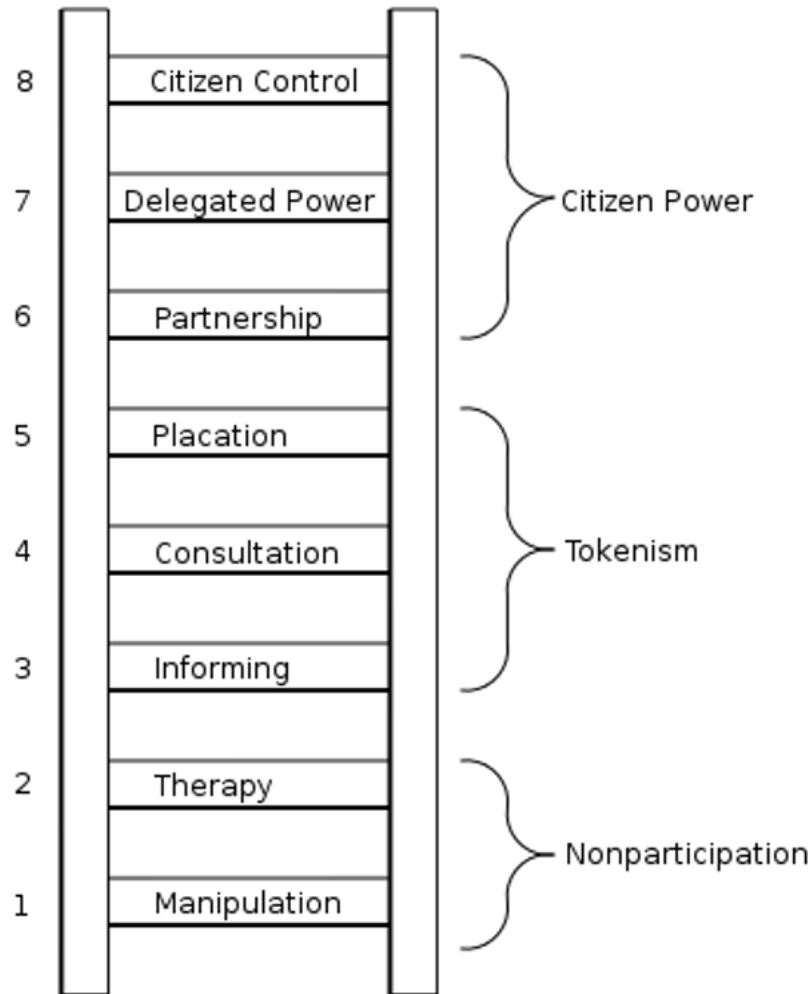 8 Citizen Control
7 Delegated Power
Citizen Power
6 Partnership
5 Placation
4 Consultation
Tokenism
3 Informing
2 Therapy
Nonparticipation
1 Manipulation